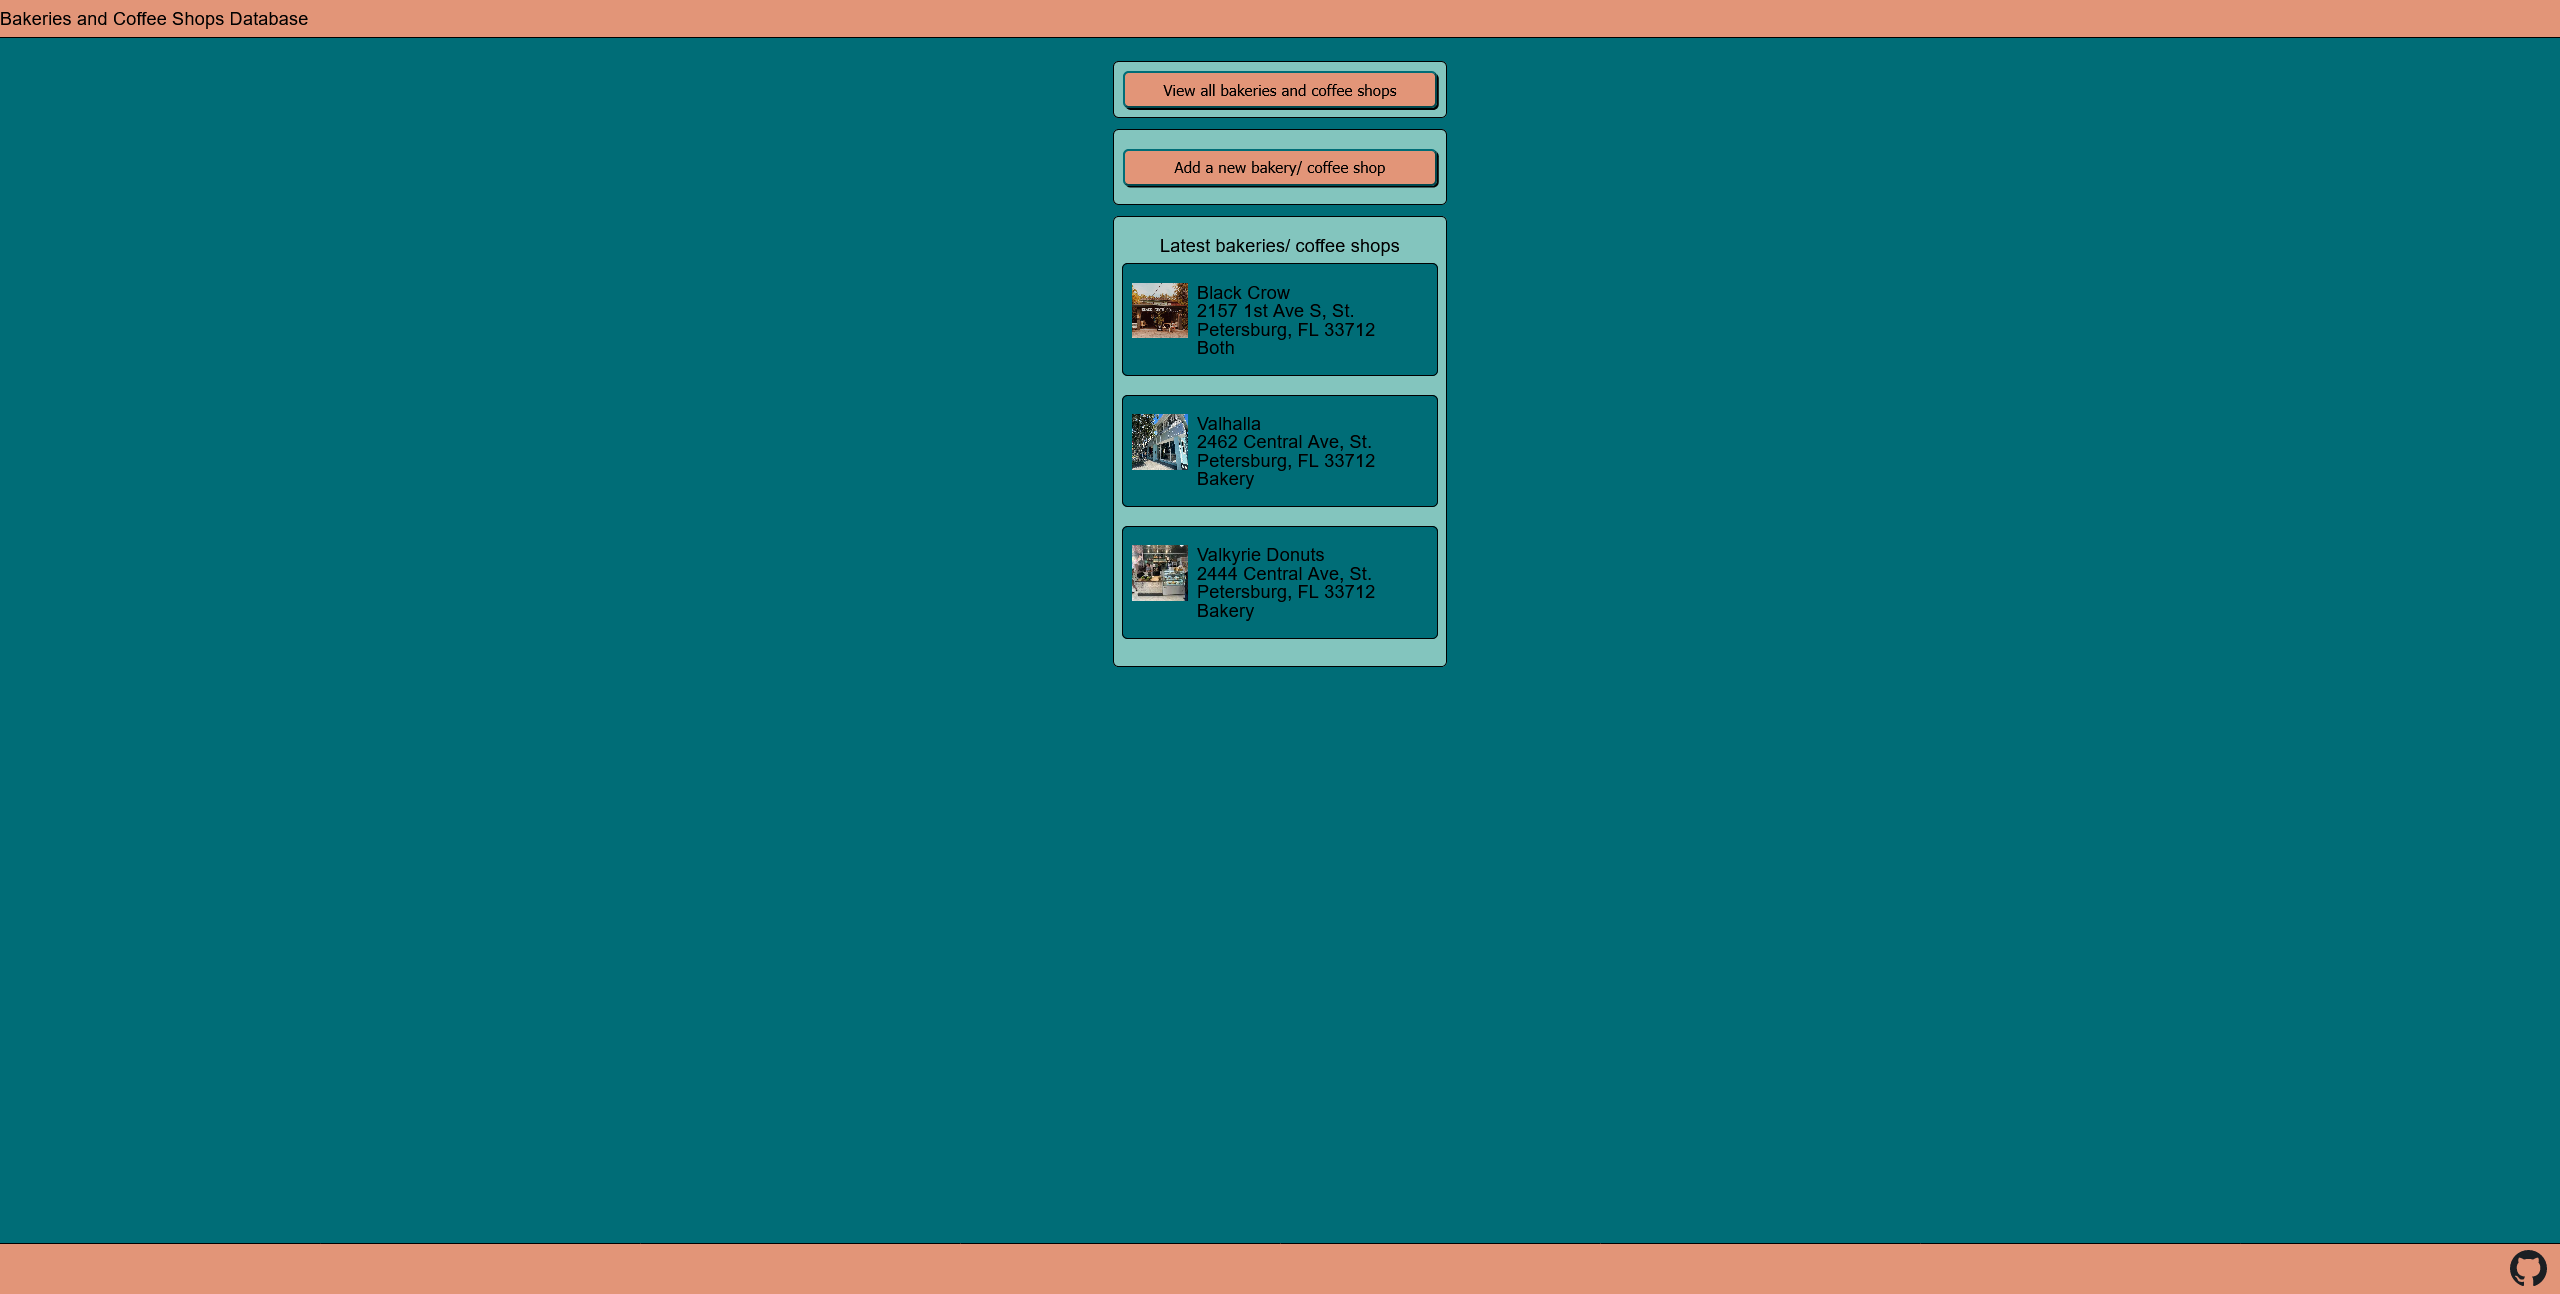 Bakeries and Coffee Shops Database
View all bakeries and coffee shops
Add a new bakery/ coffee shop
Latest bakeries/ coffee shops
Black Crow
2157 1st Ave S, St.
Petersburg, FL 33712
Both
Valhalla
2462 Central Ave, St.
Petersburg, FL 33712
Bakery
Valkyrie Donuts
2444 Central Ave, St.
Petersburg, FL 33712
Bakery